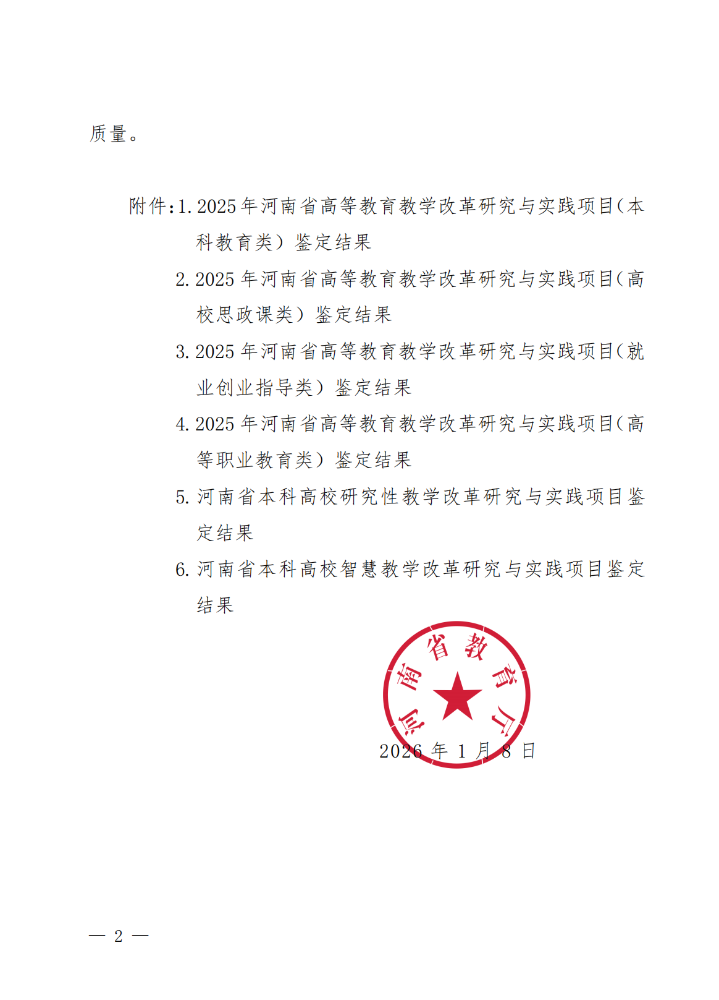 质量。
附件:1. 2025年河南省高等教育教学改革研究与实践项目(本
科教育类）鉴定结果
2. 2025 年河南省高等教育教学改革研究与实践项目(高
校思政课类）鉴定结果
3. 2025 年河南省高等教育教学改革研究与实践项目(就
业创业指导类）鉴定结果
4. 2025 年河南省高等教育教学改革研究与实践项目(高
等职业教育类）鉴定结果
5. 河南省本科高校研究性教学改革研究与实践项目鉴
定结果
6. 河南省本科高校智慧教学改革研究与实践项目鉴定
结果
河南省教育厅
2026 年 1 月 8 日
— 2 —